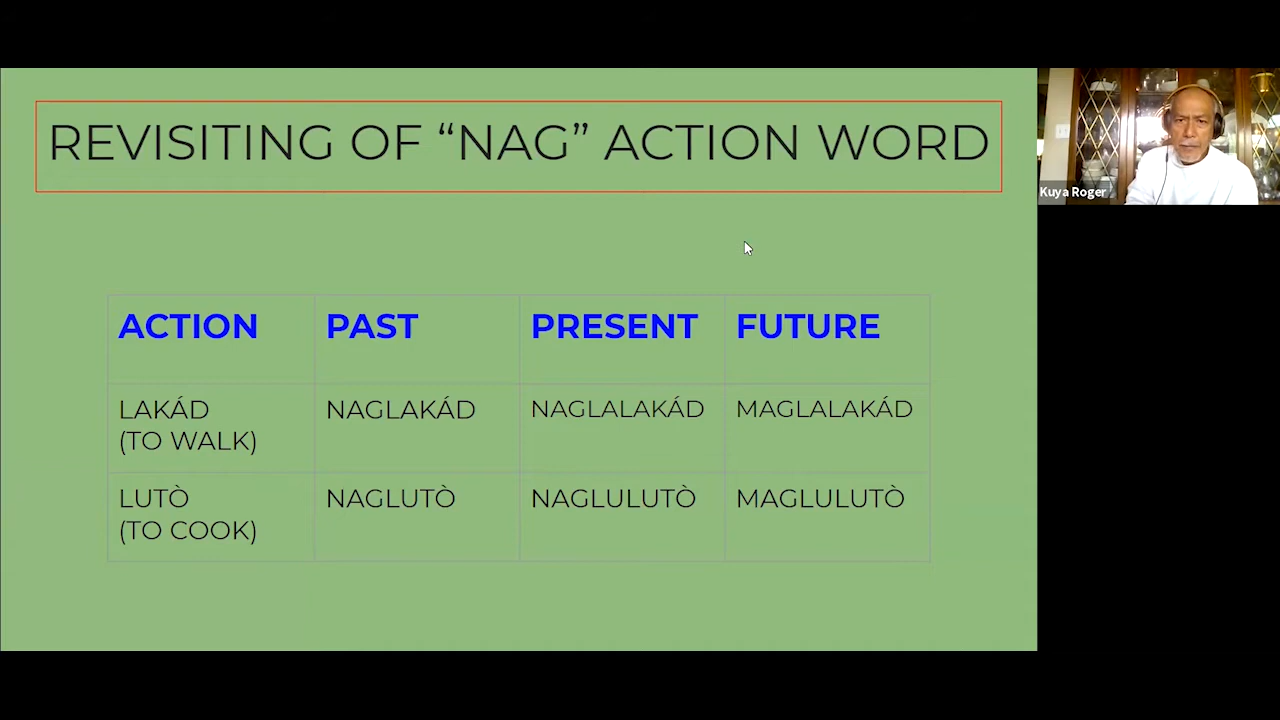 REVISITING OF “NAG” ACTION WORD
Kuya Roger
ACTION PAST PRESENT FUTURE
LAKÁD NAGLAKÁD NAGLALAKÁD MAGLALAKÁD
(TO WALK)
LUTÒ NAGLUTÒ NAGLULUTÒ MAGLULUTÒ
(TO COOK)